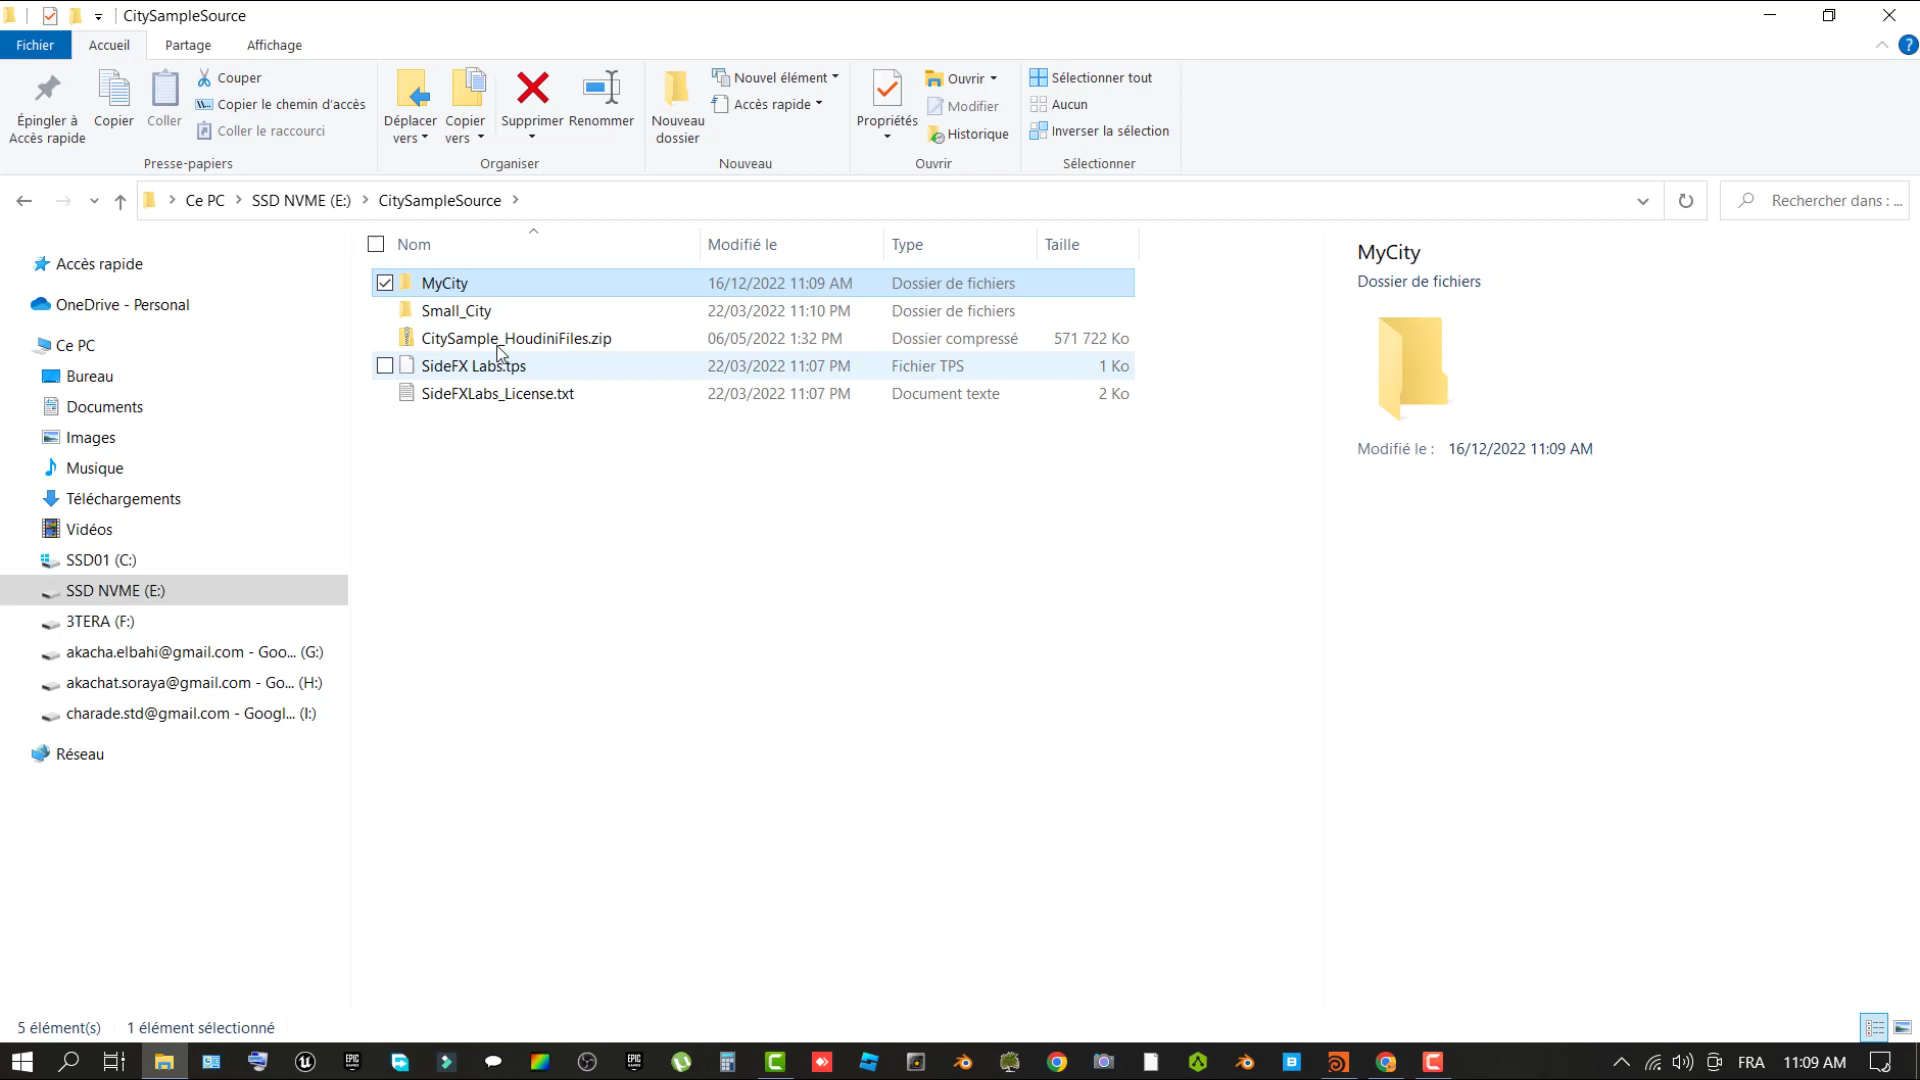 CitySampleSource
Fichier Accueil Partage Affichage
Épingler à Accès rapide
Copier
Coller
Couper
Copier le chemin d'accès
Coller le raccourci
Presse-papiers
Déplacer vers
Copier vers
Supprimer
Renommer
Organiser
Nouveau dossier
Nouvel élément
Accès rapide
Nouveau
Propriétés
Ouvrir
Modifier
Historique
Ouvrir
Sélectionner tout
Aucun
Inverser la sélection
Sélectionner
Ce PC SSD NVME (E:) CitySampleSource
Rechercher dans : ...
Accès rapide
OneDrive - Personal
Ce PC
Bureau
Documents
Images
Musique
Téléchargements
Vidéos
SSD01 (C:)
SSD NVME (E:)
3TERA (F:)
akacha.elbahi@gmail.com - Goo... (G:)
akachat.soraya@gmail.com - Go... (H:)
charade.std@gmail.com - Googl... (I:)
Réseau
Nom Modifié le Type Taille
MyCity 16/12/2022 11:09 AM Dossier de fichiers
Small_City 22/03/2022 11:10 PM Dossier de fichiers
CitySample_HoudiniFiles.zip 06/05/2022 1:32 PM Dossier compressé 571 722 Ko
SideFX Labs.tps 22/03/2022 11:07 PM Fichier TPS 1 Ko
SideFXLabs_License.txt 22/03/2022 11:07 PM Document texte 2 Ko
MyCity
Dossier de fichiers
Modifié le : 16/12/2022 11:09 AM
5 élément(s) 1 élément sélectionné
EPIC GAMES
EPIC GAMES
FRA 11:09 AM